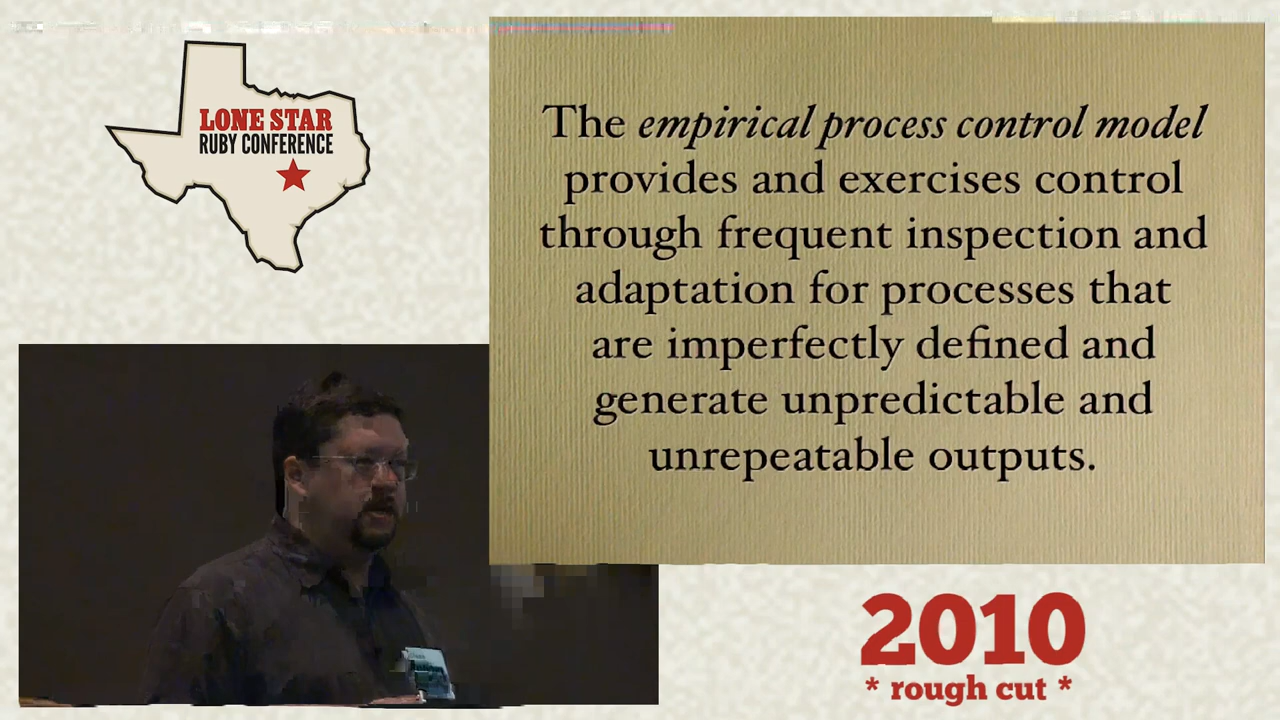 LONE STAR
RUBY CONFERENCE
The empirical process control model
provides and exercises control
through frequent inspection and
adaptation for processes that
are imperfectly defined and
generate unpredictable and
unrepeatable outputs.
2010
* rough cut *